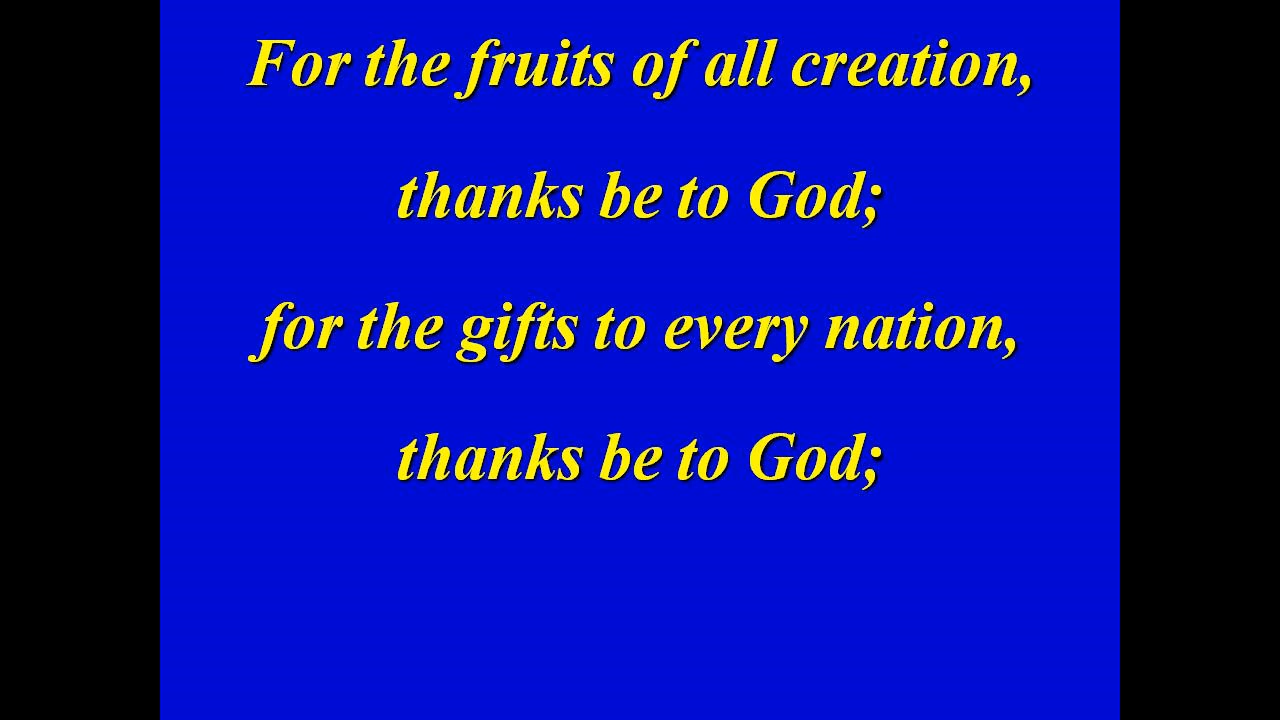 For the fruits of all creation,
thanks be to God;
for the gifts to every nation,
thanks be to God;